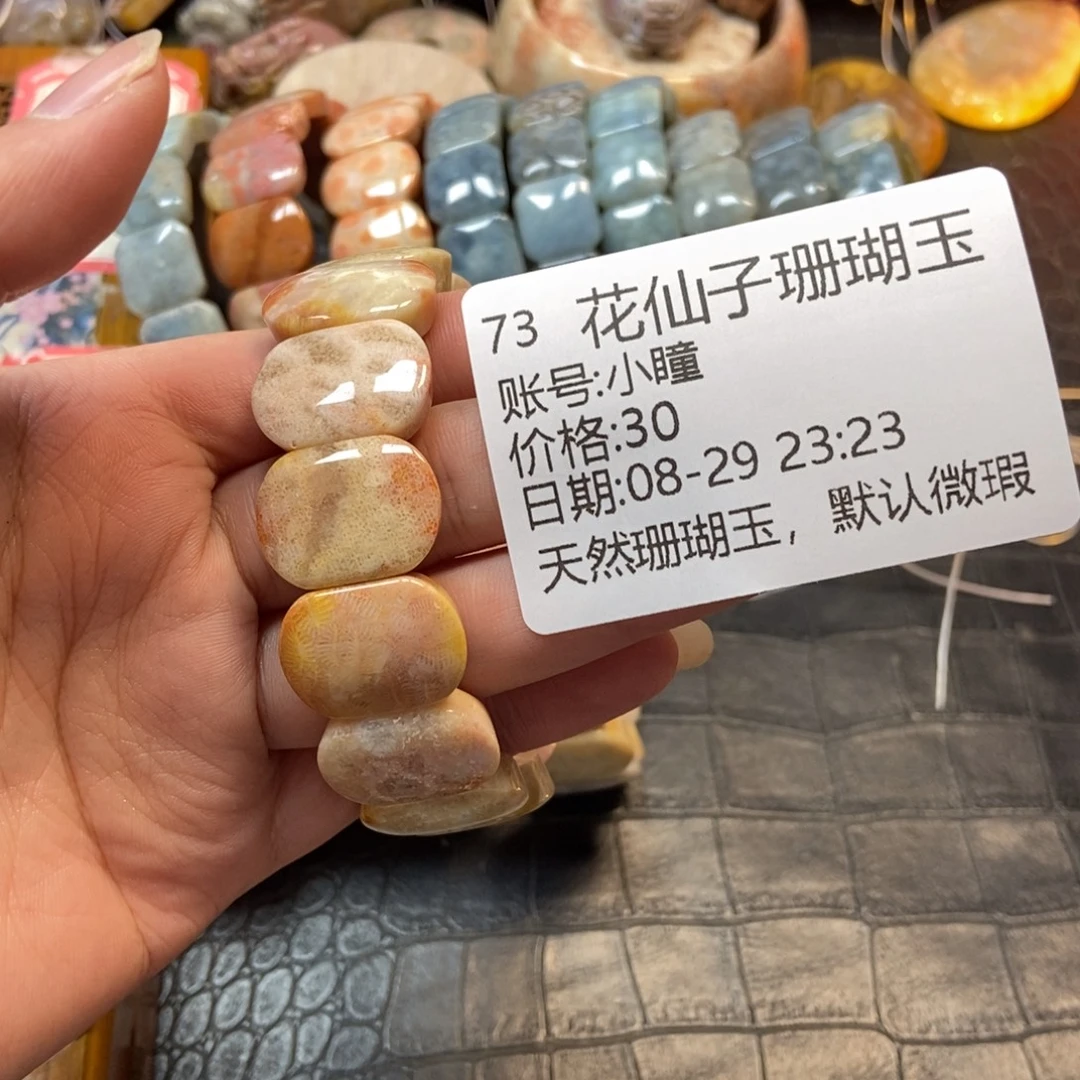 73 花仙子珊瑚玉
账号:小瞳
价格:30
日期:08-29 23:23
天然珊瑚玉，默认微瑕